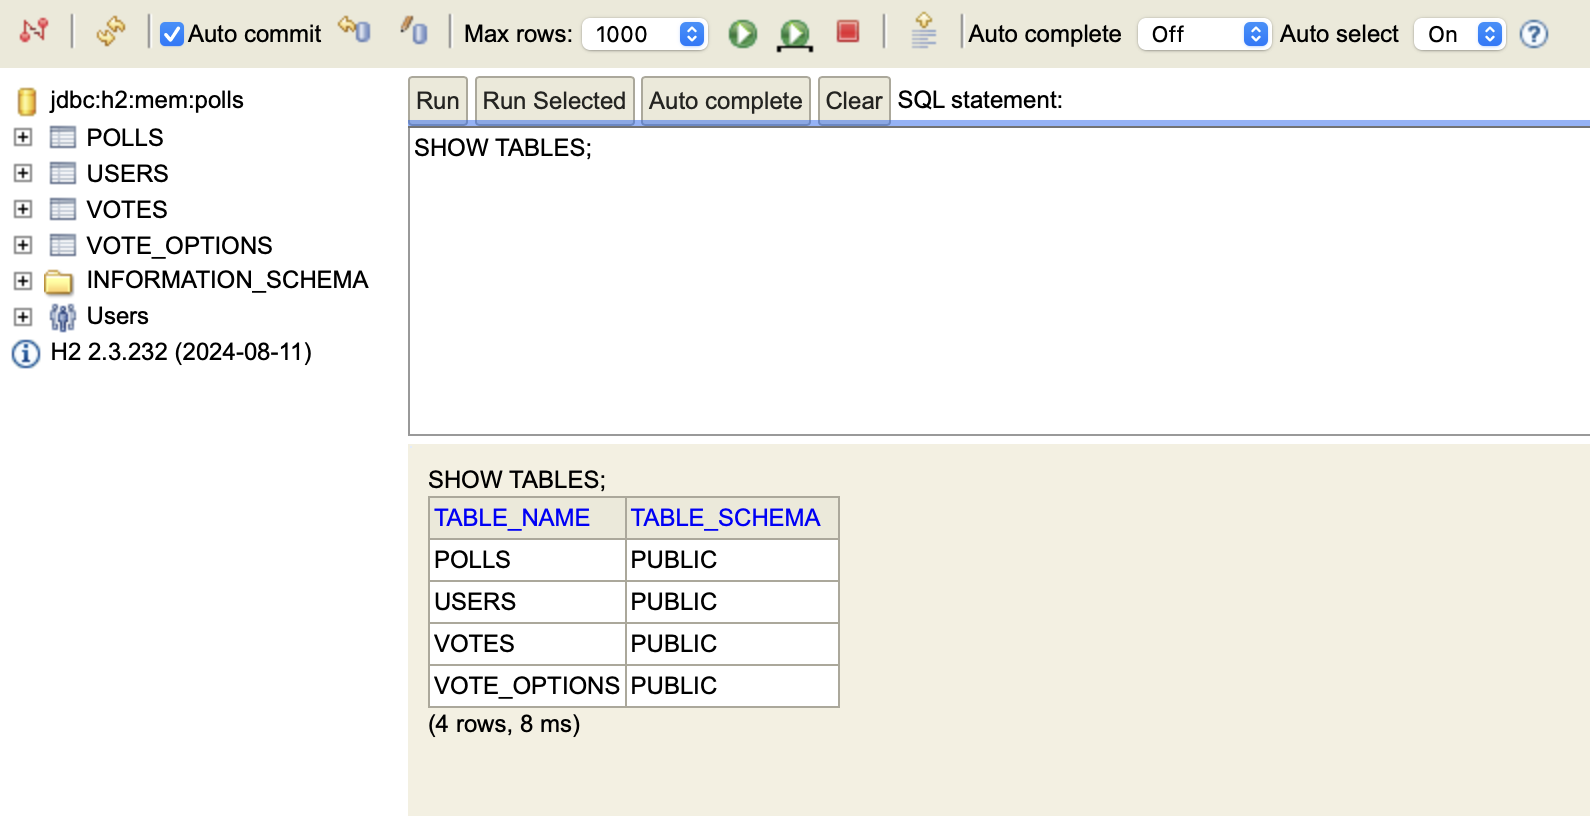 Auto commit Max rows: 1000 Auto complete Off Auto select On ?
jdbc:h2:mem:polls
POLLS
USERS
VOTES
VOTE_OPTIONS
INFORMATION_SCHEMA
Users
H2 2.3.232 (2024-08-11)
Run Run Selected Auto complete Clear SQL statement:
SHOW TABLES;
SHOW TABLES;
TABLE_NAME TABLE_SCHEMA
POLLS PUBLIC
USERS PUBLIC
VOTES PUBLIC
VOTE_OPTIONS PUBLIC
(4 rows, 8 ms)